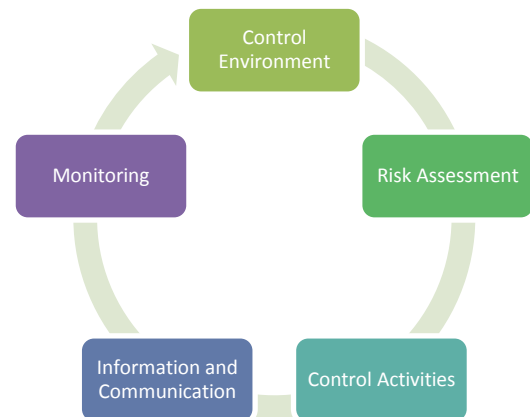 Control
Environment
Risk Assessment
Control Activities
Information and
Communication
Monitoring